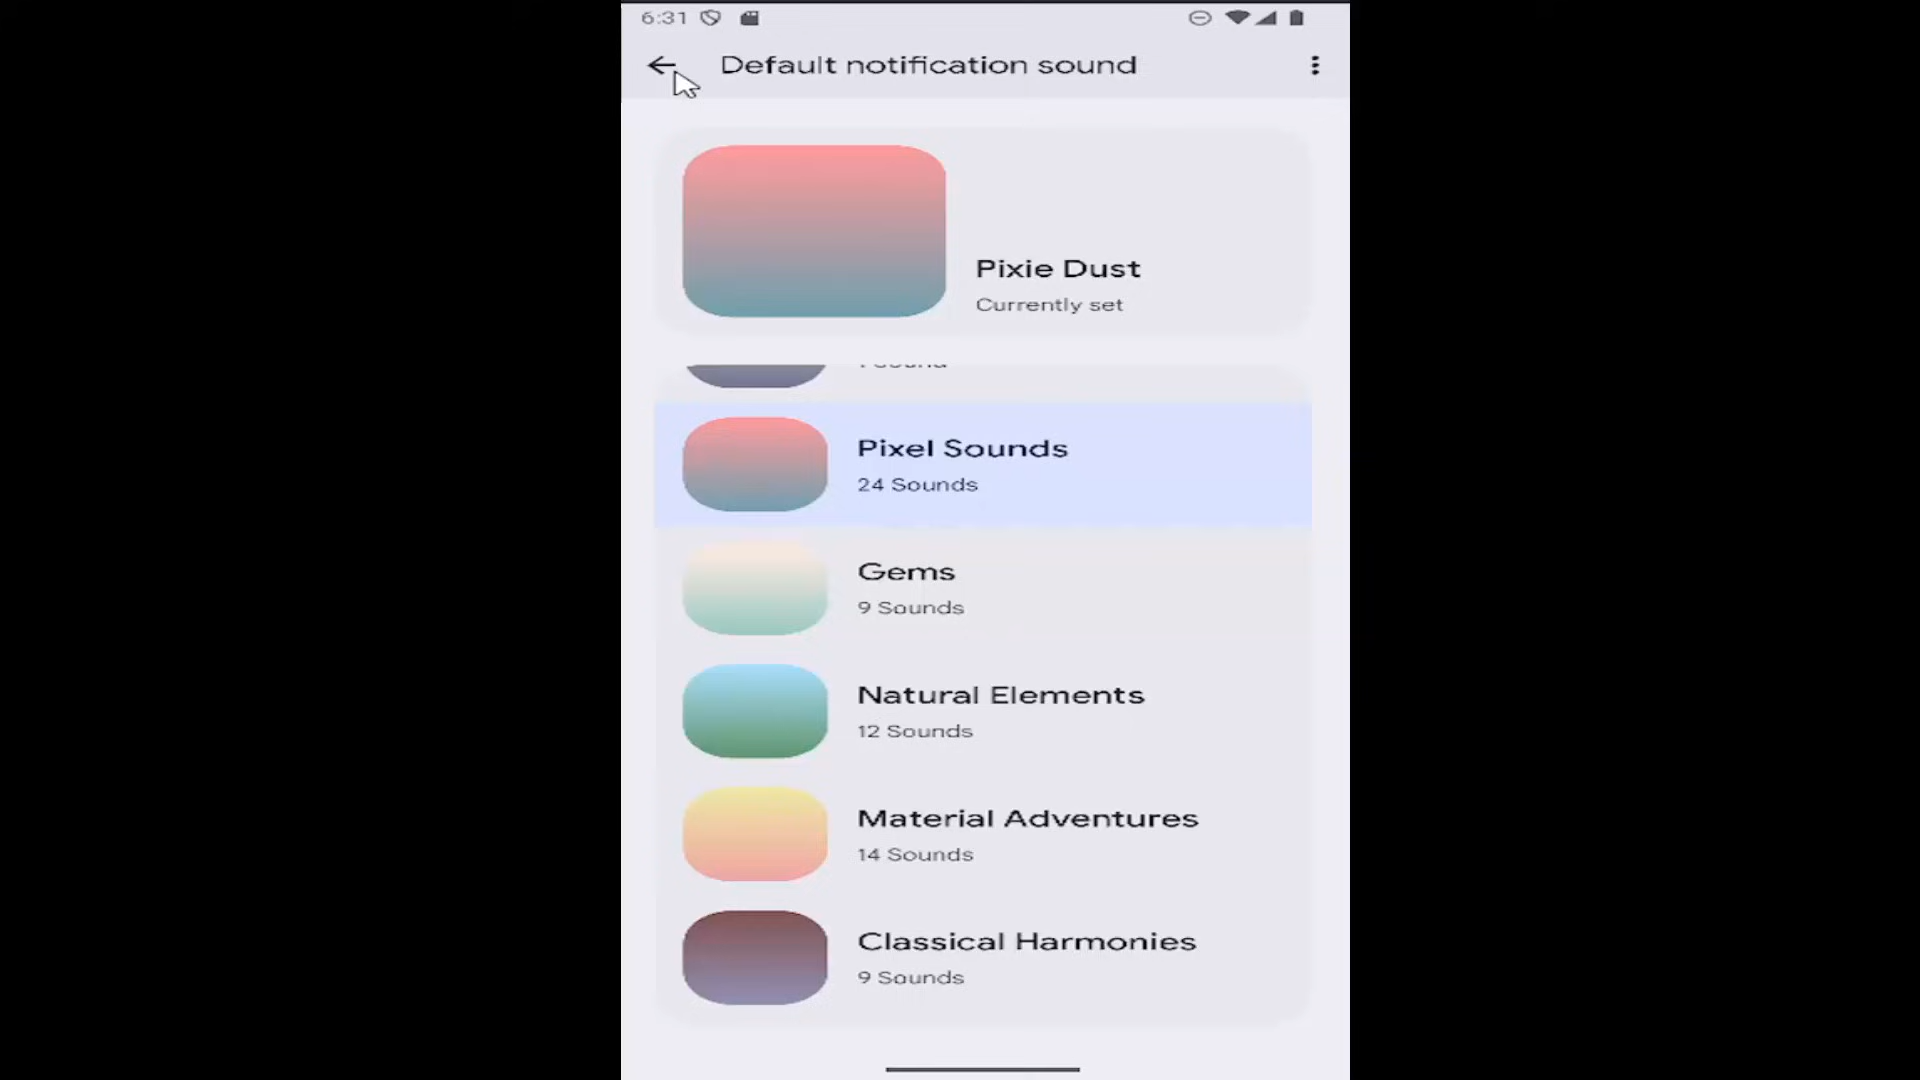 6:31
Default notification sound
Pixie Dust
Currently set
Pixel Sounds
24 Sounds
Gems
9 Sounds
Natural Elements
12 Sounds
Material Adventures
14 Sounds
Classical Harmonies
9 Sounds